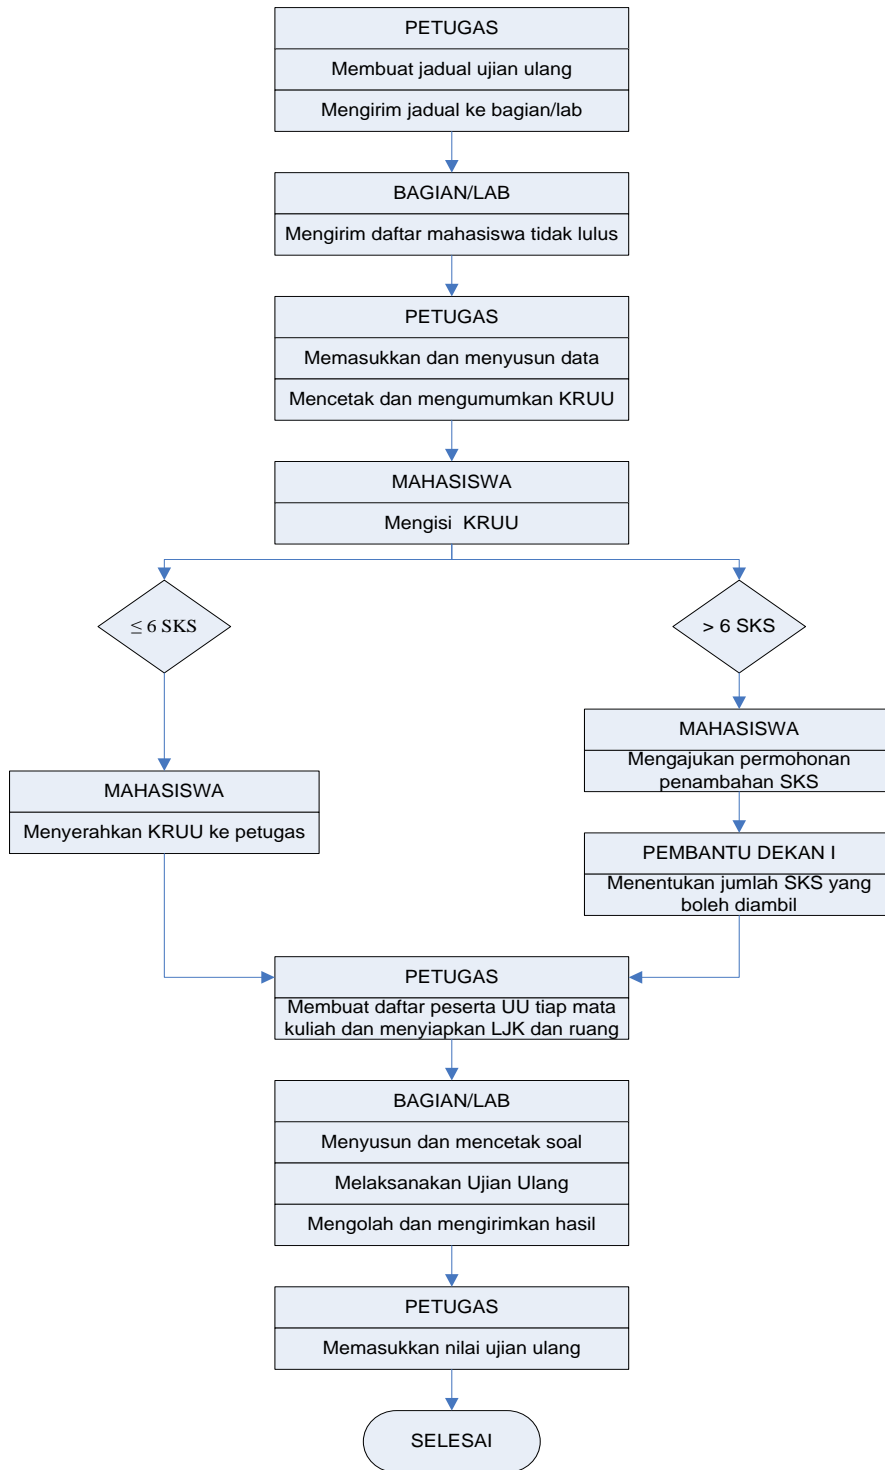 PETUGAS
Membuat jadual ujian ulang
Mengirim jadual ke bagian/lab
BAGIAN/LAB
Mengirim daftar mahasiswa tidak lulus
PETUGAS
Memasukkan dan menyusun data
Mencetak dan mengumumkan KRUU
MAHASISWA
Mengisi  KRUU
≤ 6 SKS
> 6 SKS
MAHASISWA
Mengajukan permohonan
penambahan SKS
MAHASISWA
Menyerahkan KRUU ke petugas
PEMBANTU DEKAN I
Menentukan jumlah SKS yang
boleh diambil
PETUGAS
Membuat daftar peserta UU tiap mata
kuliah dan menyiapkan LJK dan ruang
BAGIAN/LAB
Menyusun dan mencetak soal
Melaksanakan Ujian Ulang
Mengolah dan mengirimkan hasil
PETUGAS
Memasukkan nilai ujian ulang
SELESAI